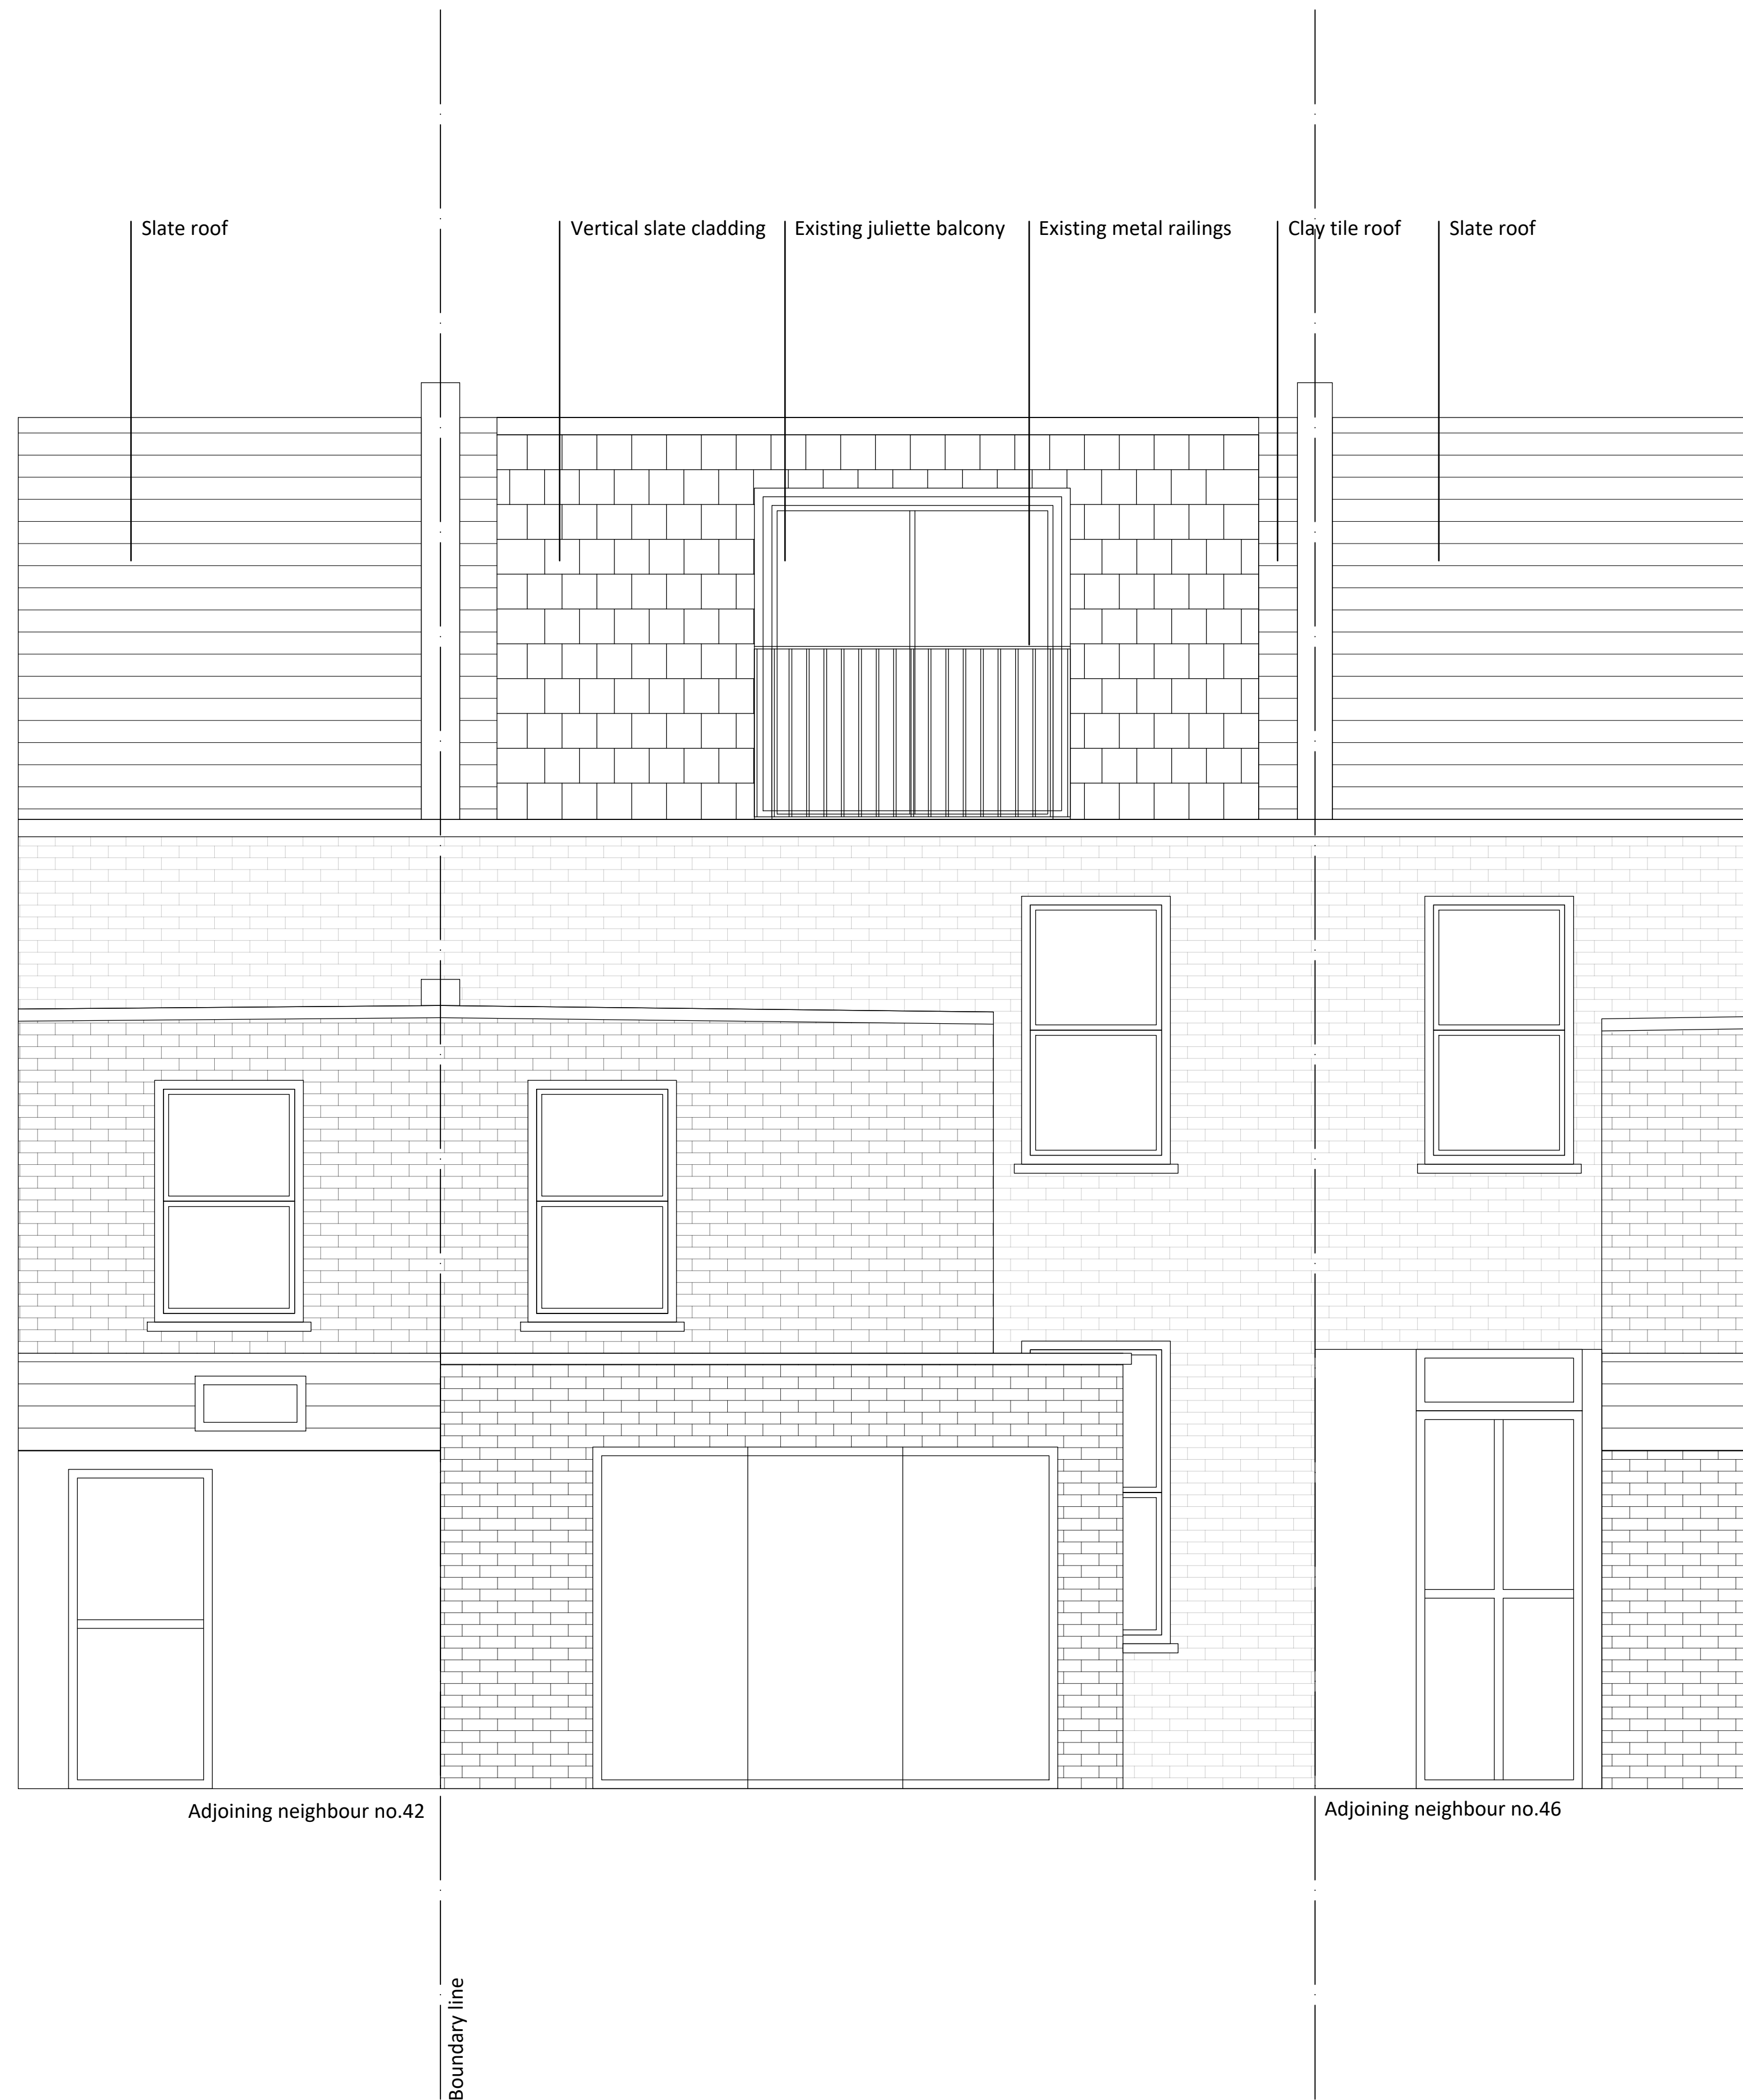 Slate roof
Vertical slate cladding
Existing juliette balcony
Existing metal railings
Clay tile roof
Slate roof
Adjoining neighbour no.42
Adjoining neighbour no.46
Boundary line